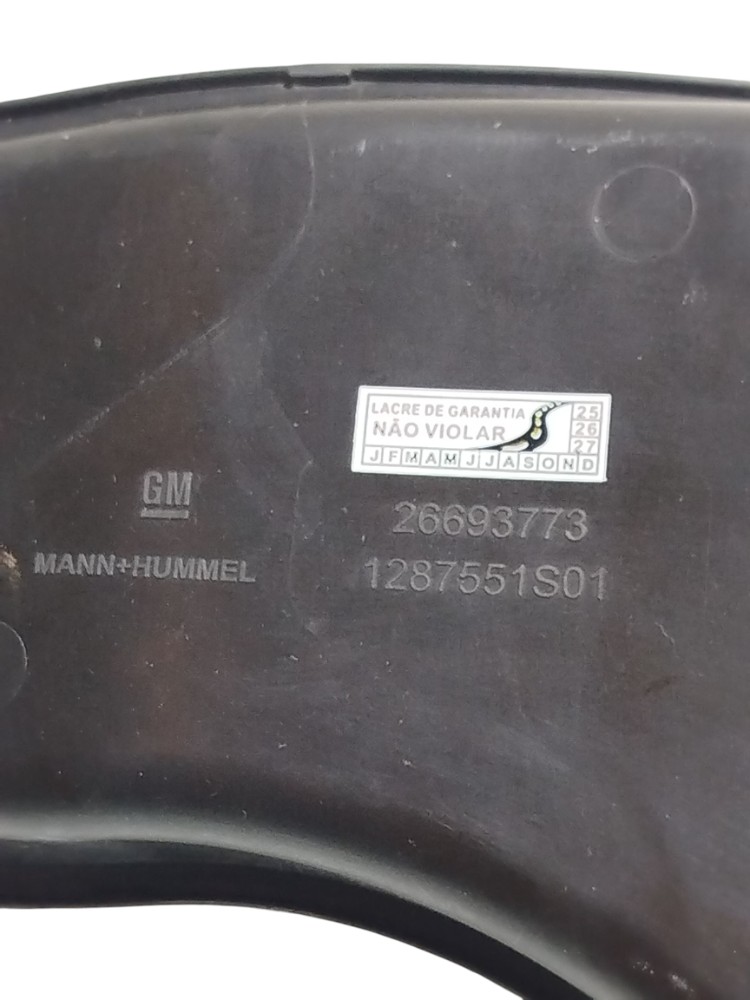 LACRE DE GARANTIA
NÃO VIOLAR
25
26
27
J F M A M J J A S O N D
GM
26693773
MANN+HUMMEL
1287551S01